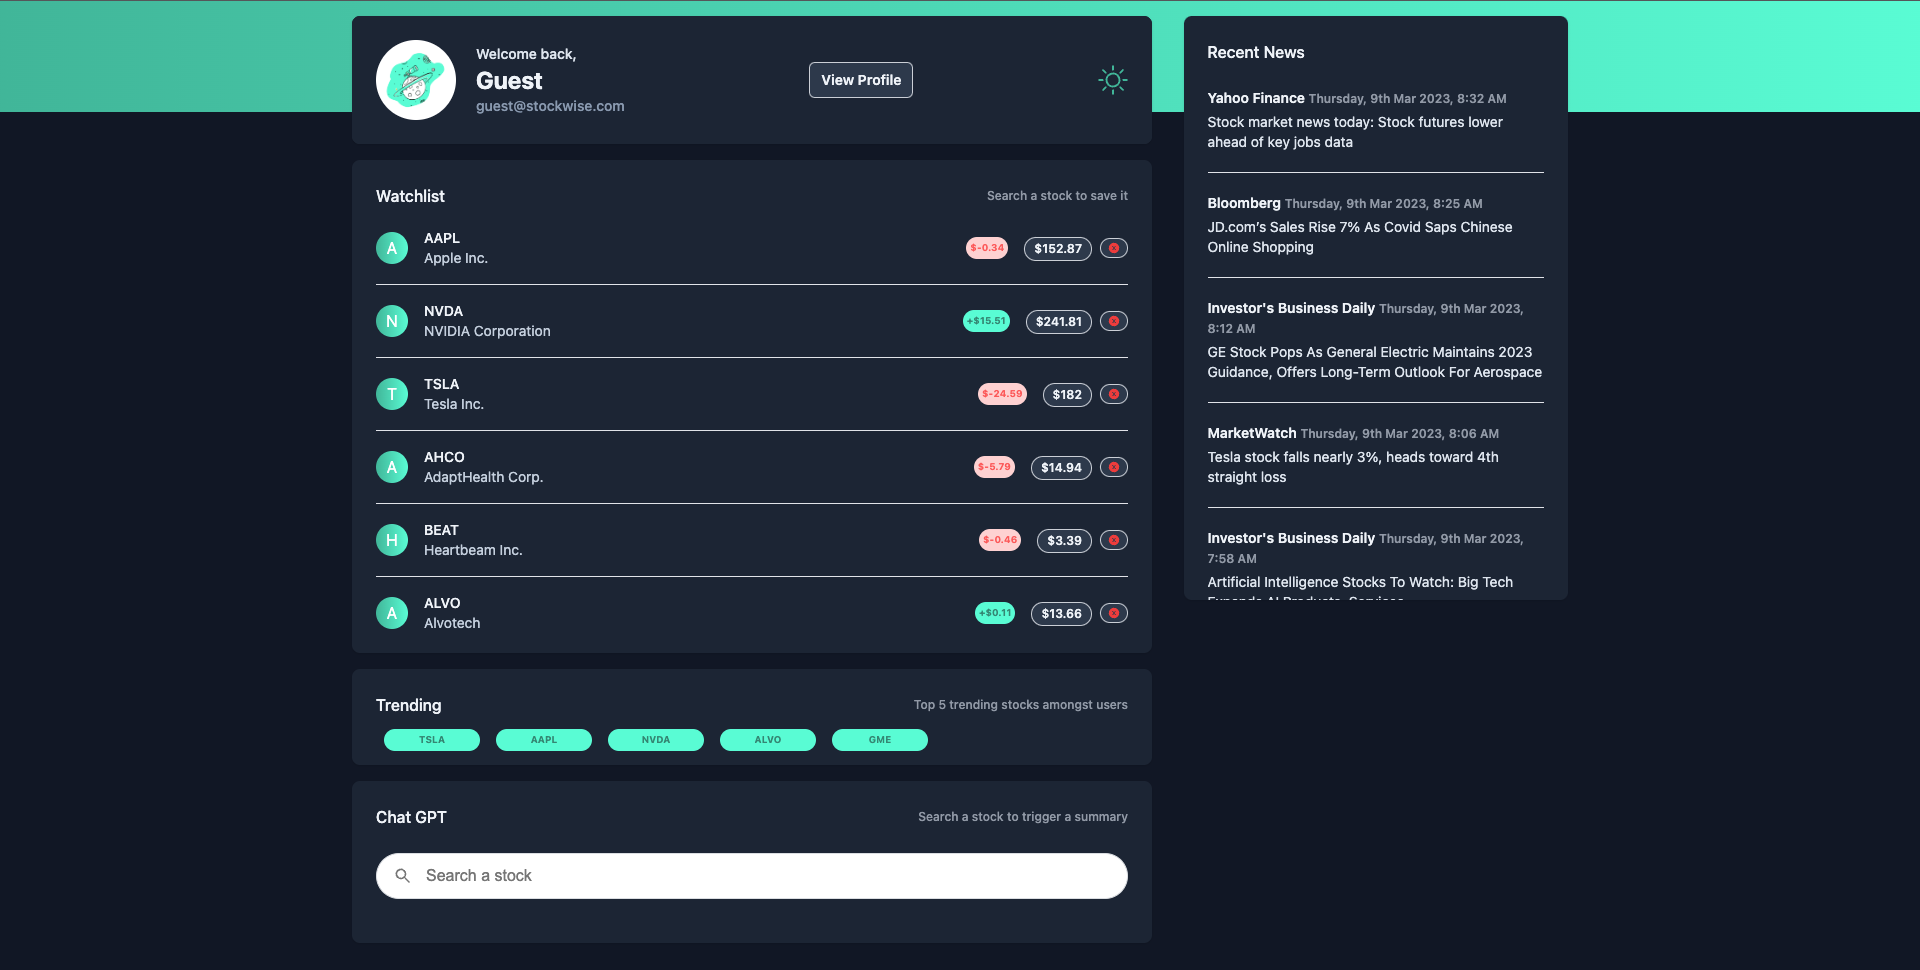 Welcome back,
Guest
guest@stockwise.com
View Profile
Watchlist
Search a stock to save it
A
AAPL
Apple Inc.
$-0.34
$152.87
x
N
NVDA
NVIDIA Corporation
+$15.51
$241.81
x
T
TSLA
Tesla Inc.
$-24.59
$182
x
A
AHCO
AdaptHealth Corp.
$-5.79
$14.94
x
H
BEAT
Heartbeam Inc.
$-0.46
$3.39
x
A
ALVO
Alvotech
+$0.11
$13.66
x
Trending
Top 5 trending stocks amongst users
TSLA
AAPL
NVDA
ALVO
GME
Chat GPT
Search a stock to trigger a summary
Search a stock
Recent News
Yahoo Finance Thursday, 9th Mar 2023, 8:32 AM
Stock market news today: Stock futures lower
ahead of key jobs data
Bloomberg Thursday, 9th Mar 2023, 8:25 AM
JD.com’s Sales Rise 7% As Covid Saps Chinese
Online Shopping
Investor's Business Daily Thursday, 9th Mar 2023,
8:12 AM
GE Stock Pops As General Electric Maintains 2023
Guidance, Offers Long-Term Outlook For Aerospace
MarketWatch Thursday, 9th Mar 2023, 8:06 AM
Tesla stock falls nearly 3%, heads toward 4th
straight loss
Investor's Business Daily Thursday, 9th Mar 2023,
7:58 AM
Artificial Intelligence Stocks To Watch: Big Tech
Expands AI Products, Services